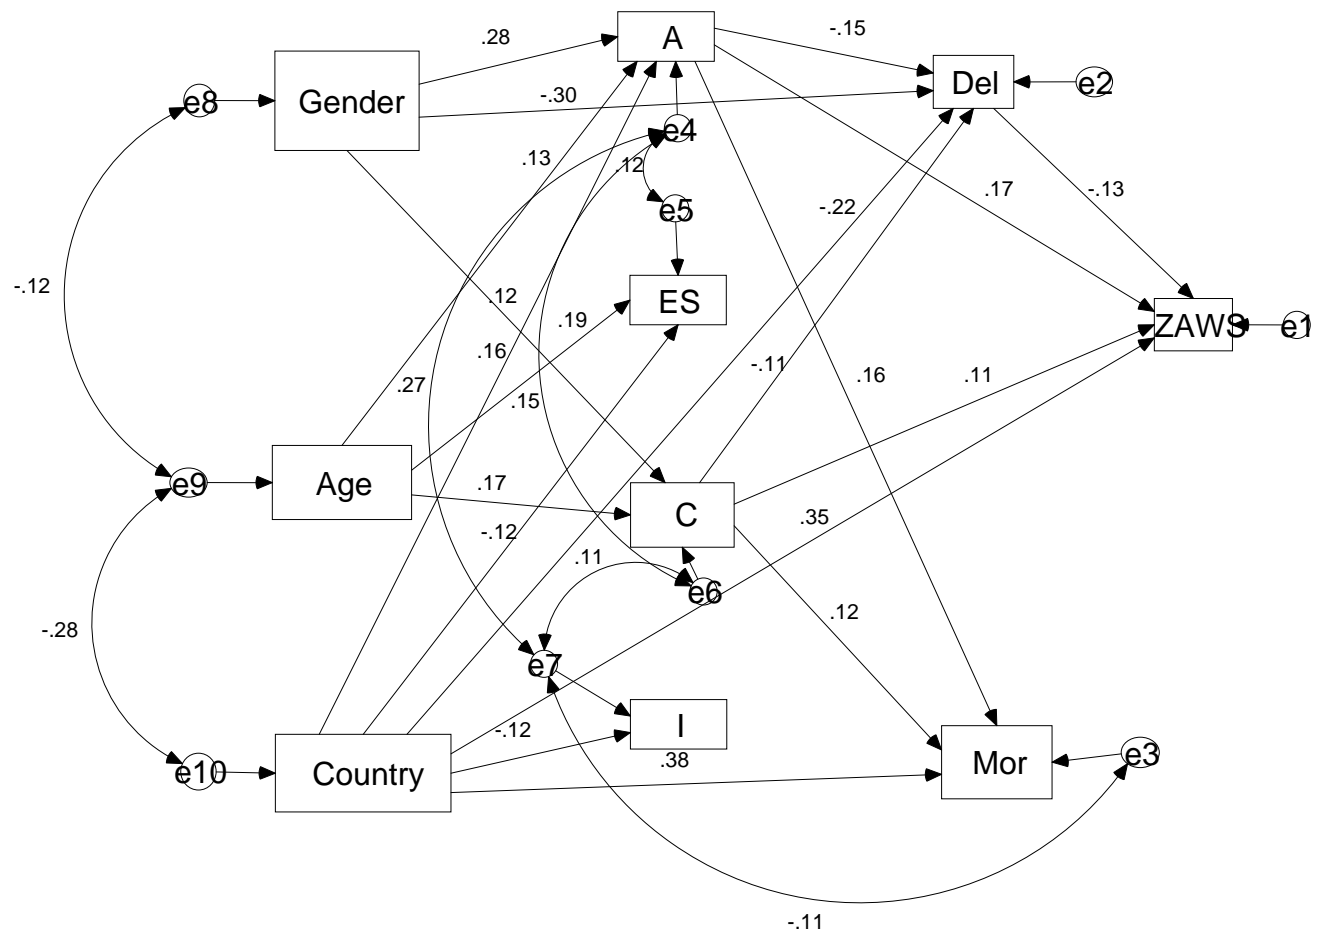 A
-.15
.28
Del
e2
Gender
e8
-.30
e4
.13
.12
e5
-.22
.17
-.13
-.12
.12
ES
.19
ZAWS
e1
.16
-.11
.16
.11
.27
.15
Age
e9
.17
C
.35
-.12
.11
e6
.12
-.28
e7
I
-.12
.38
Mor
e3
Country
e10
-.11